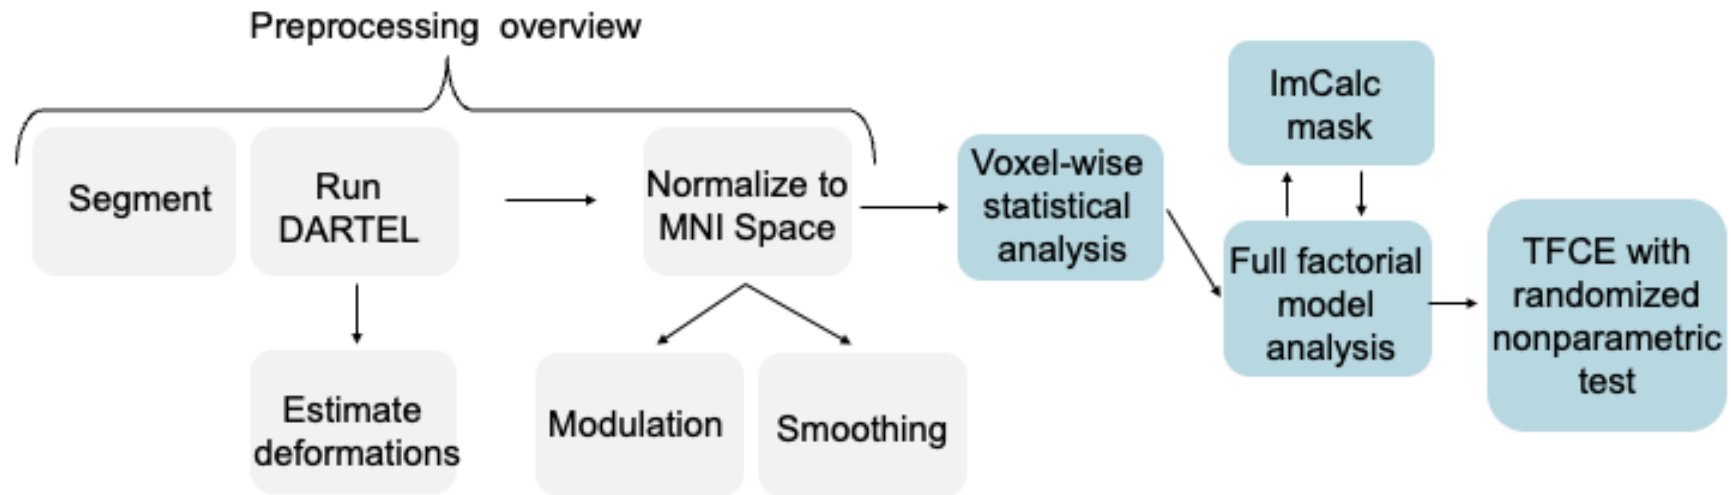 Preprocessing overview
Segment
Run
DARTEL
Estimate
deformations
Normalize to
MNI Space
Modulation
Smoothing
Voxel-wise
statistical
analysis
ImCalc
mask
Full factorial
model
analysis
TFCE with
randomized
nonparametric
test